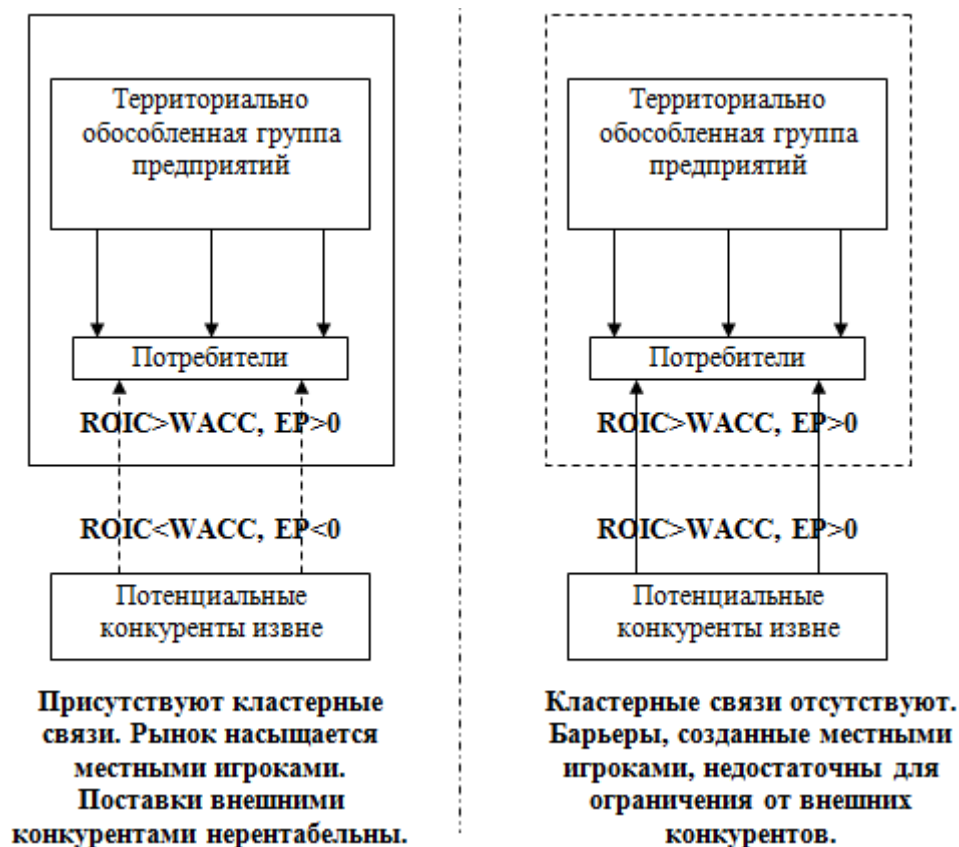 Территориально
обособленная группа
предприятий
Потребители
ROIC>WACC, EP>0
ROIC<WACC, EP<0
Потенциальные
конкуренты извне
Присутствуют кластерные
связи. Рынок насыщается
местными игроками.
Поставки внешними
конкурентами нерентабельны.
Территориально
обособленная группа
предприятий
Потребители
ROIC>WACC, EP>0
ROIC>WACC, EP>0
Потенциальные
конкуренты извне
Кластерные связи отсутствуют.
Барьеры, созданные местными
игроками, недостаточны для
ограничения от внешних
конкурентов.